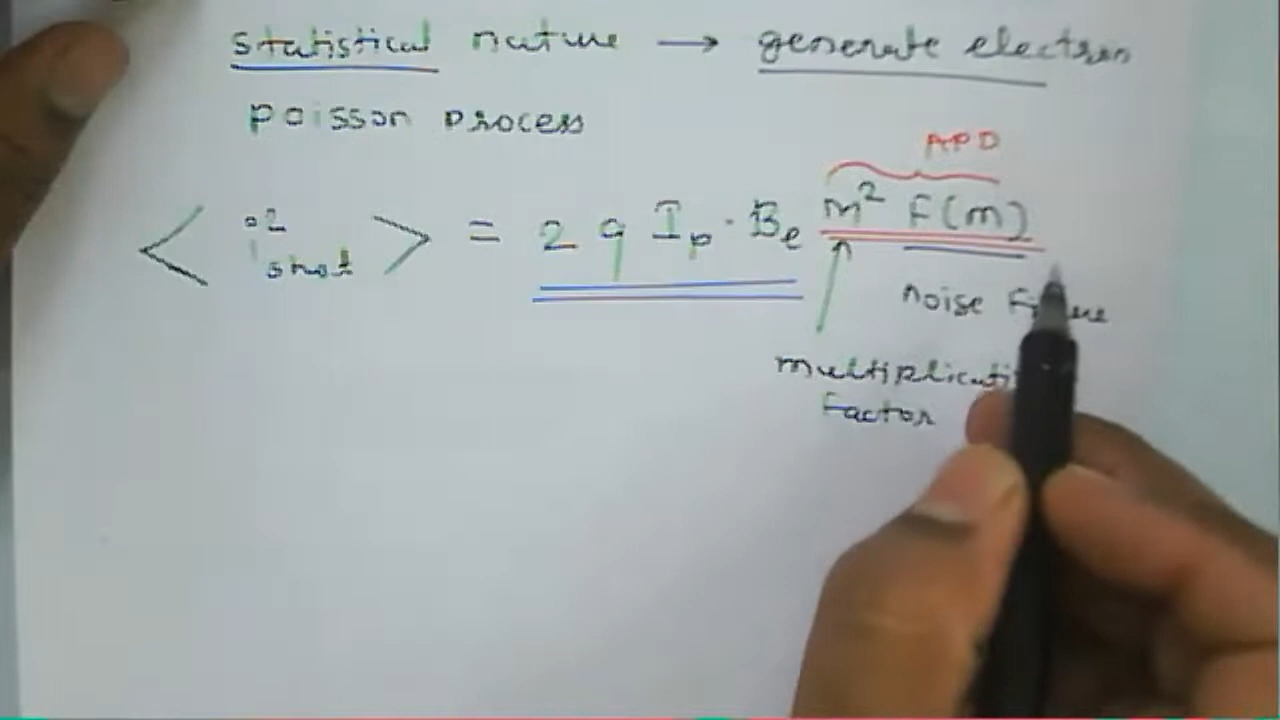 statistical nature → generate electron
poisson process
APD
< i²shot > = 2 q Ip · Be m² F(m)
noise
factor